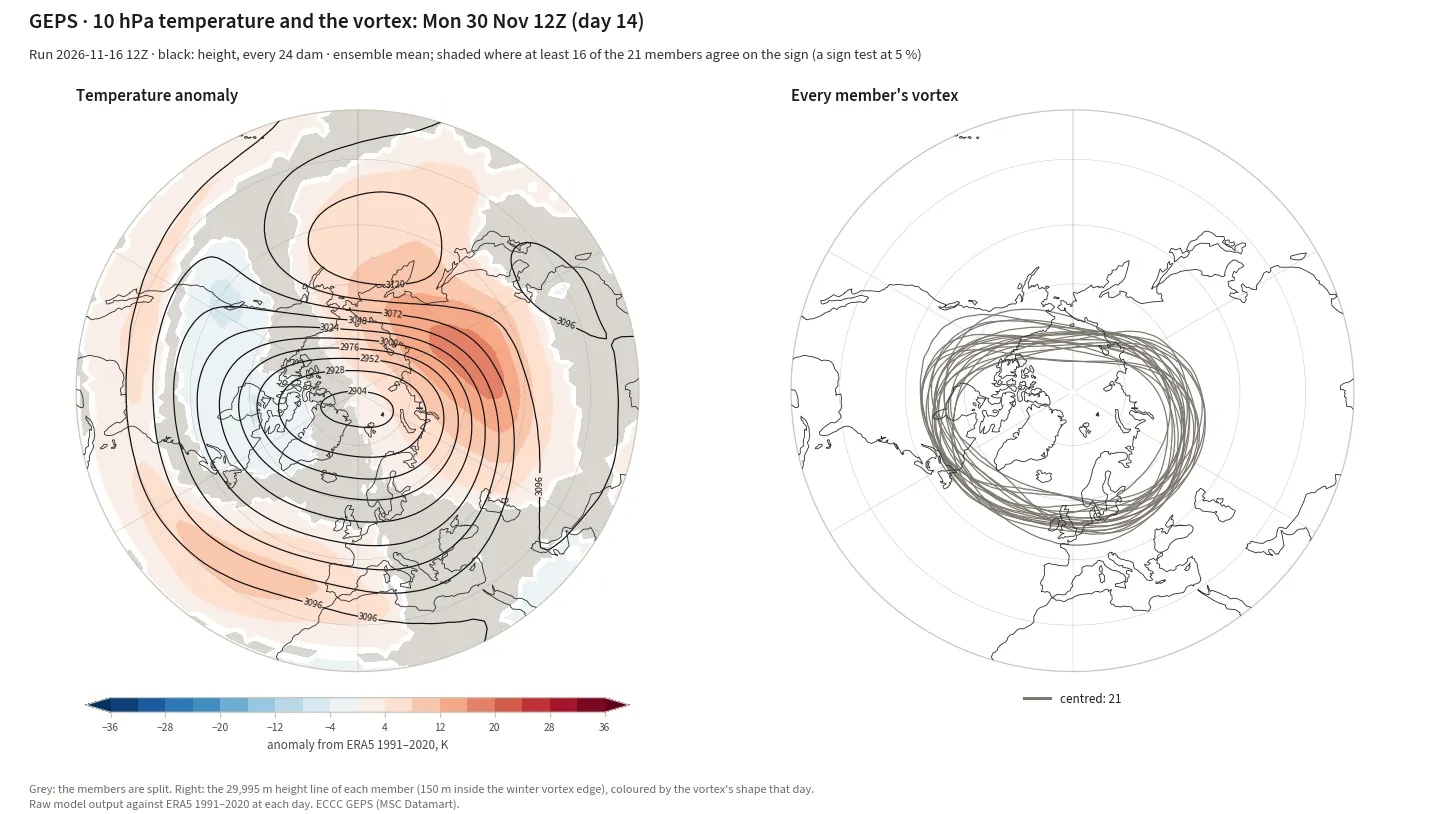 GEPS · 10 hPa temperature and the vortex: Mon 30 Nov 12Z (day 14)
Run 2026-11-16 12Z · black: height, every 24 dam · ensemble mean; shaded where at least 16 of the 21 members agree on the sign (a sign test at 5 %)
Temperature anomaly
Every member's vortex
3120
3072
3048
3024
3096
3000
2976
2952
2928
2904
3096
3096
3096
centred: 21
−36 −28 −20 −12 −4 4 12 20 28 36
anomaly from ERA5 1991–2020, K
Grey: the members are split. Right: the 29,995 m height line of each member (150 m inside the winter vortex edge), coloured by the vortex's shape that day.
Raw model output against ERA5 1991–2020 at each day. ECCC GEPS (MSC Datamart).